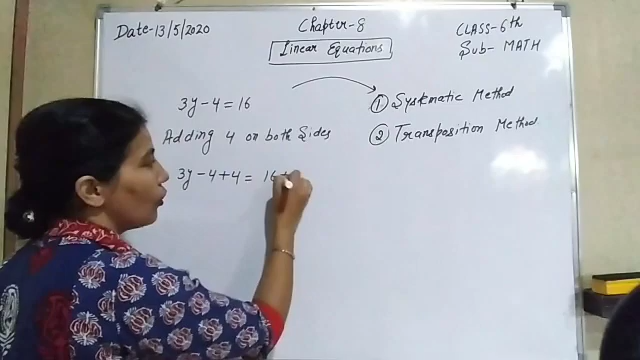 Date-13/5/2020
Chapter-8
CLASS-6th
Linear Equations
Sub- MATH
3y-4=16
Adding 4 on both Sides
3y-4+4= 16+
① Systematic Method
② Transposition Method